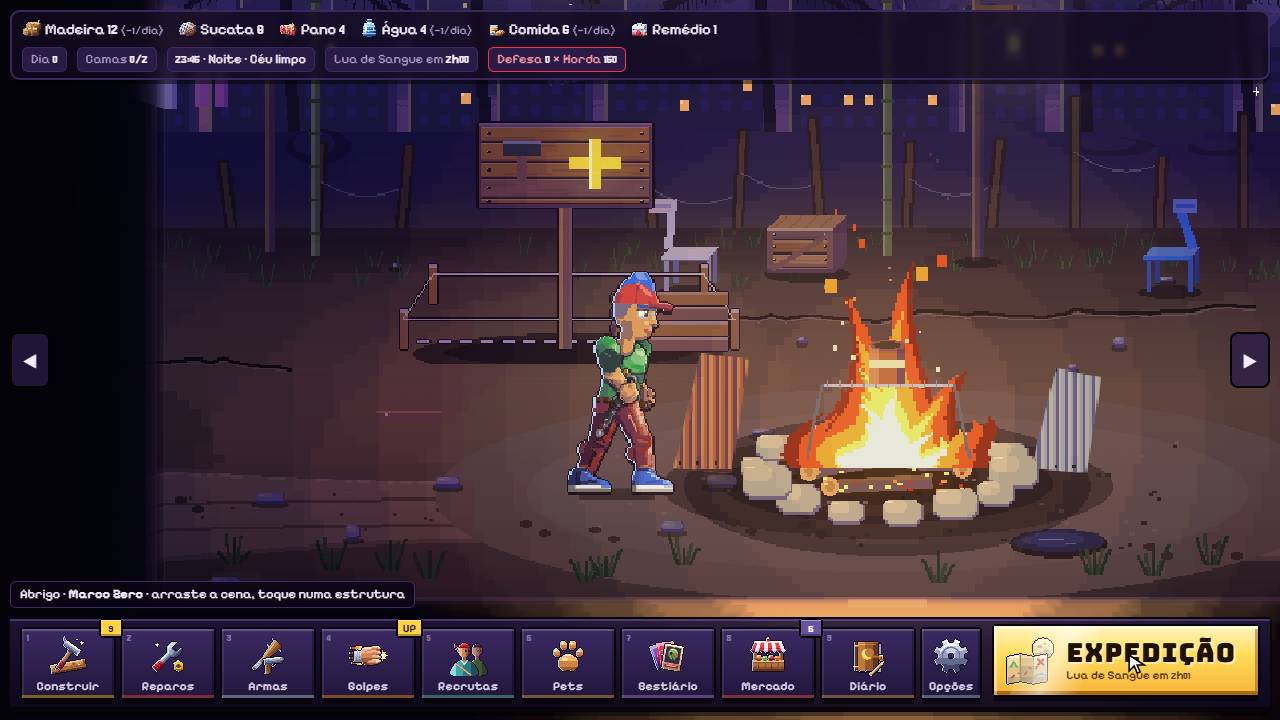 Madeira 12 (-1/dia) Sucata 8 Pano 4 Água 4 (-1/dia) Comida 6 (-1/dia) Remédio 1
Dia 0 Camas 0/2 23:45 · Noite · Céu limpo Lua de Sangue em 2h00 Defesa 0 × Horda 160
Abrigo · Marco Zero · arraste a cena, toque numa estrutura
9 UP 6
1 2 3 4 5 6 7 8 9
Construir Reparos Armas Golpes Recrutas Pets Bestiário Mercado Diário Opções
EXPEDIÇÃO
Lua de Sangue em 2h01